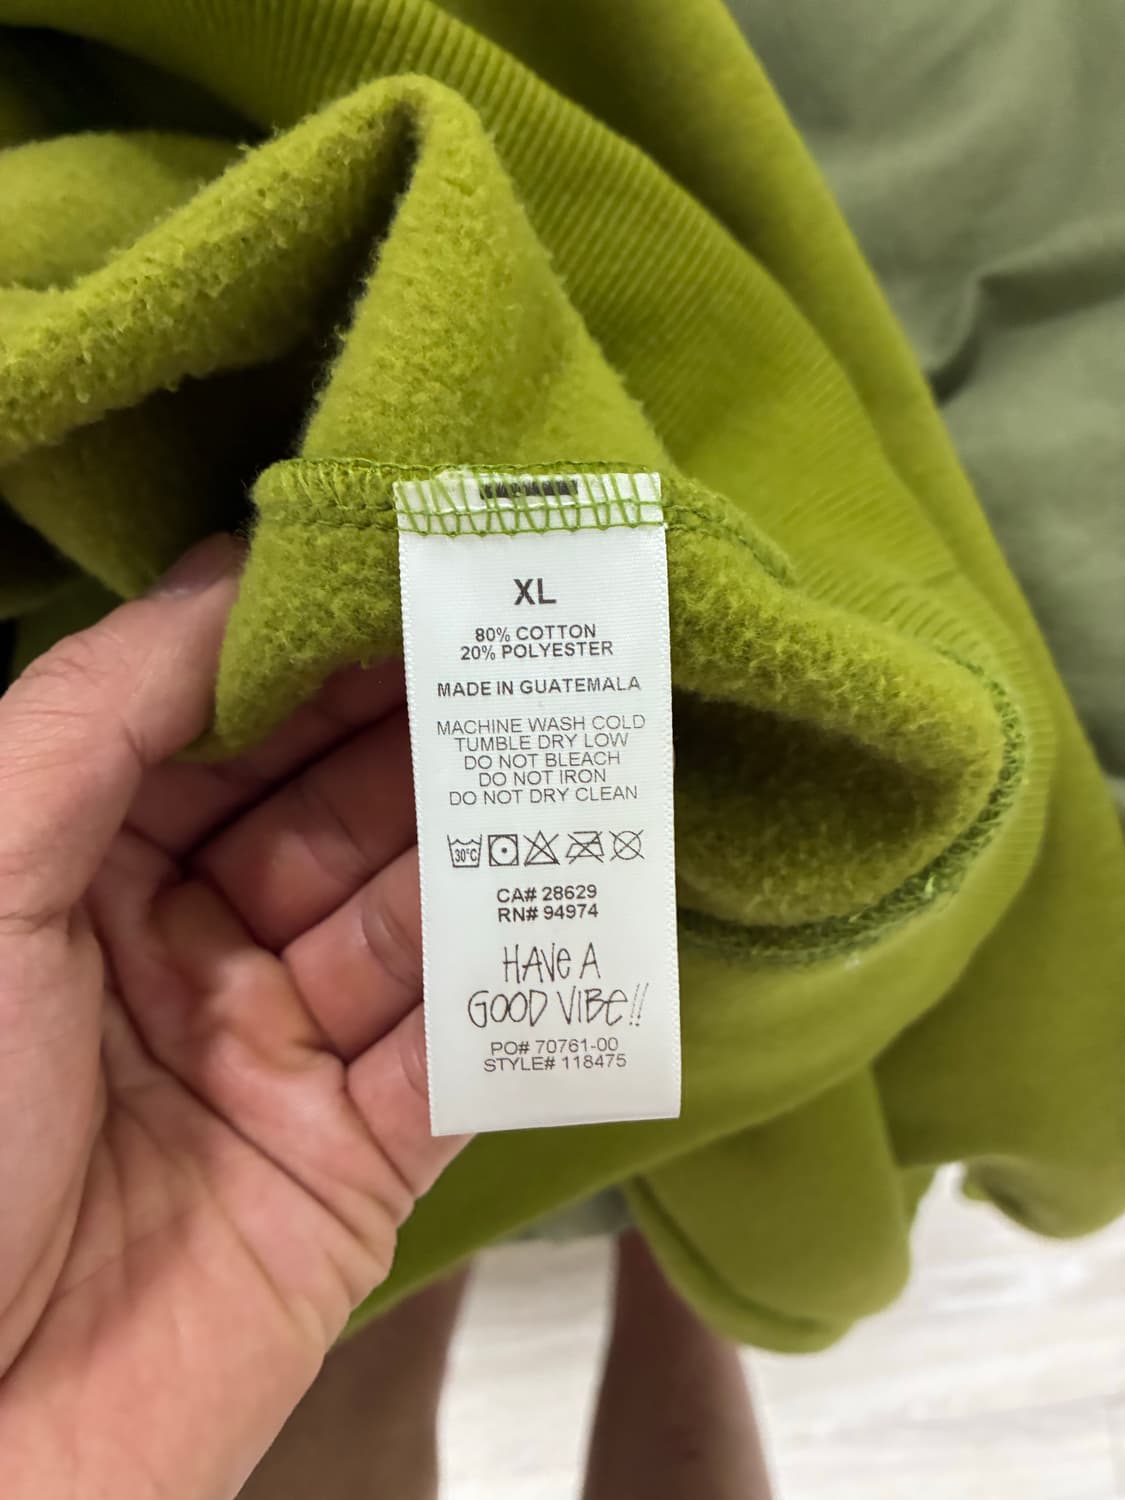 XL
80% COTTON
20% POLYESTER
MADE IN GUATEMALA
MACHINE WASH COLD
TUMBLE DRY LOW
DO NOT BLEACH
DO NOT IRON
DO NOT DRY CLEAN
30°C
CA# 28629
RN# 94974
HAVE A
GOOD VIBE!!
PO# 70761-00
STYLE# 118475